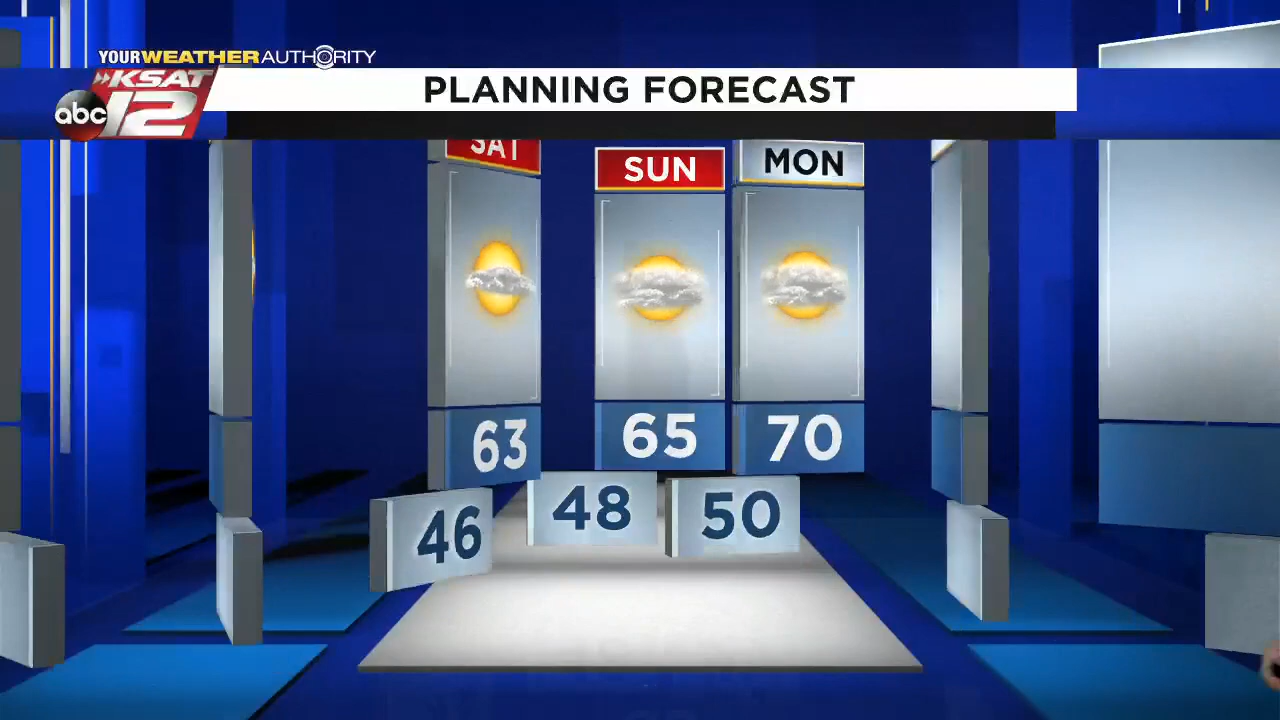 YOURWEATHERAUTHORITY
KSAT
abc 12
PLANNING FORECAST
SAT SUN MON
63 65 70
46 48 50